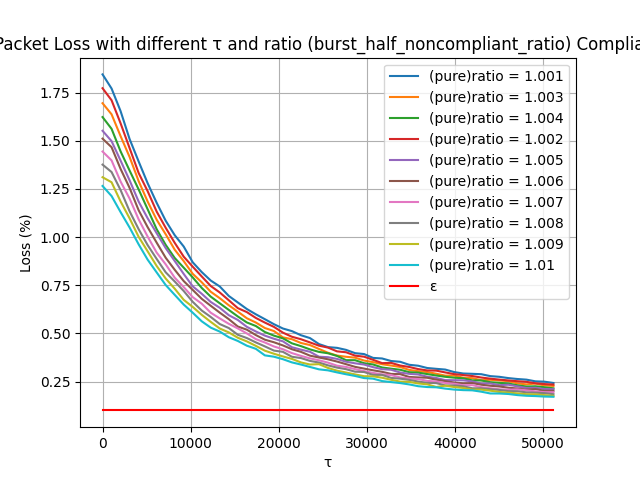 Packet Loss with different τ and ratio (burst_half_noncompliant_ratio) Complia
Loss (%)
1.75
1.50
1.25
1.00
0.75
0.50
0.25
0
10000
20000
30000
40000
50000
τ
(pure)ratio = 1.001
(pure)ratio = 1.003
(pure)ratio = 1.004
(pure)ratio = 1.002
(pure)ratio = 1.005
(pure)ratio = 1.006
(pure)ratio = 1.007
(pure)ratio = 1.008
(pure)ratio = 1.009
(pure)ratio = 1.01
ε